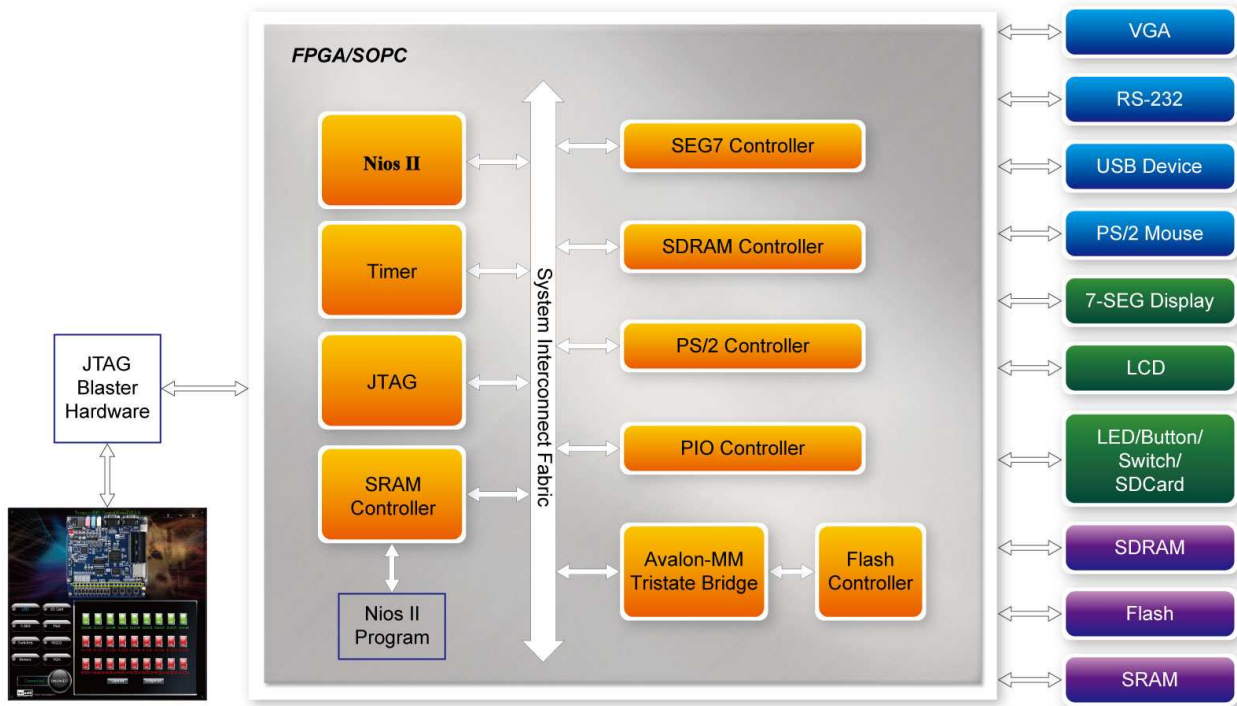 FPGA/SOPC
Nios II
Timer
JTAG
SRAM
Controller
Nios II
Program
System Interconnect Fabric
SEG7 Controller
SDRAM Controller
PS/2 Controller
PIO Controller
Avalon-MM
Tristate Bridge
Flash
Controller
JTAG
Blaster
Hardware
VGA
RS-232
USB Device
PS/2 Mouse
7-SEG Display
LCD
LED/Button/
Switch/
SDCard
SDRAM
Flash
SRAM